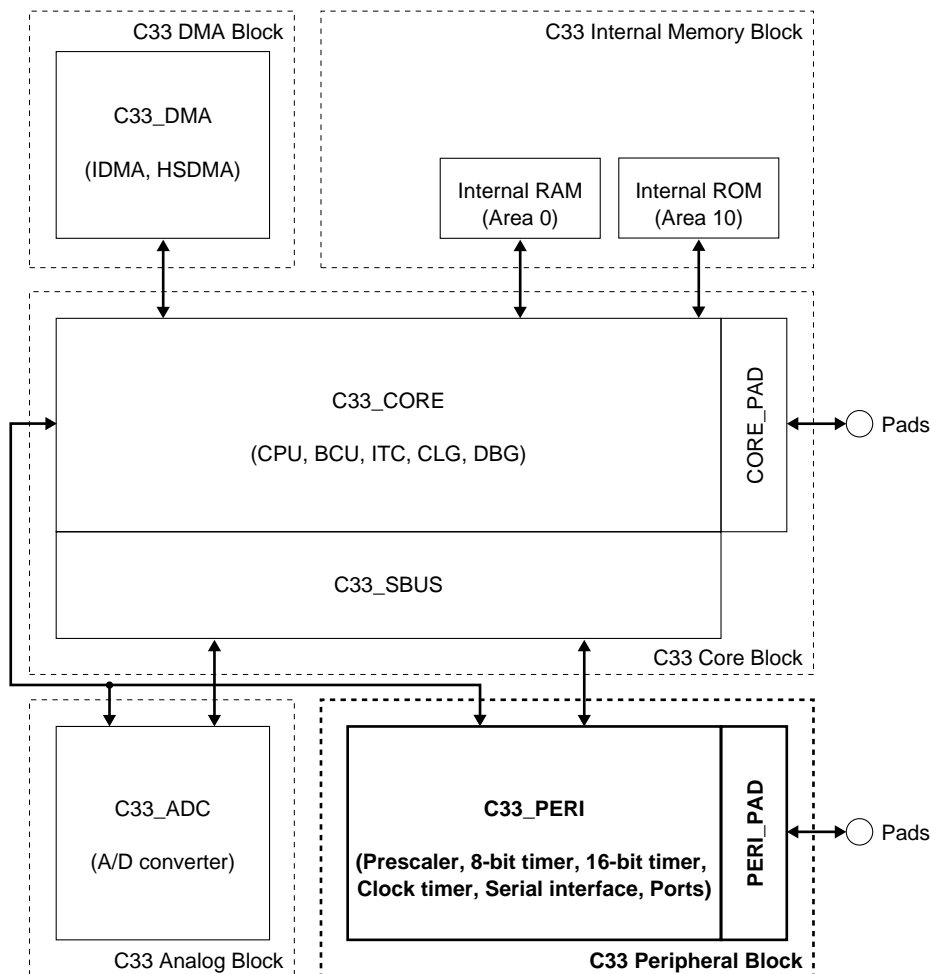 C33 DMA Block
C33 Internal Memory Block
C33_DMA
(IDMA, HSDMA)
Internal RAM
(Area 0)
Internal ROM
(Area 10)
C33_CORE
(CPU, BCU, ITC, CLG, DBG)
CORE_PAD
Pads
C33_SBUS
C33 Core Block
C33_ADC
(A/D converter)
C33_PERI
(Prescaler, 8-bit timer, 16-bit timer,
Clock timer, Serial interface, Ports)
PERI_PAD
Pads
C33 Analog Block
C33 Peripheral Block